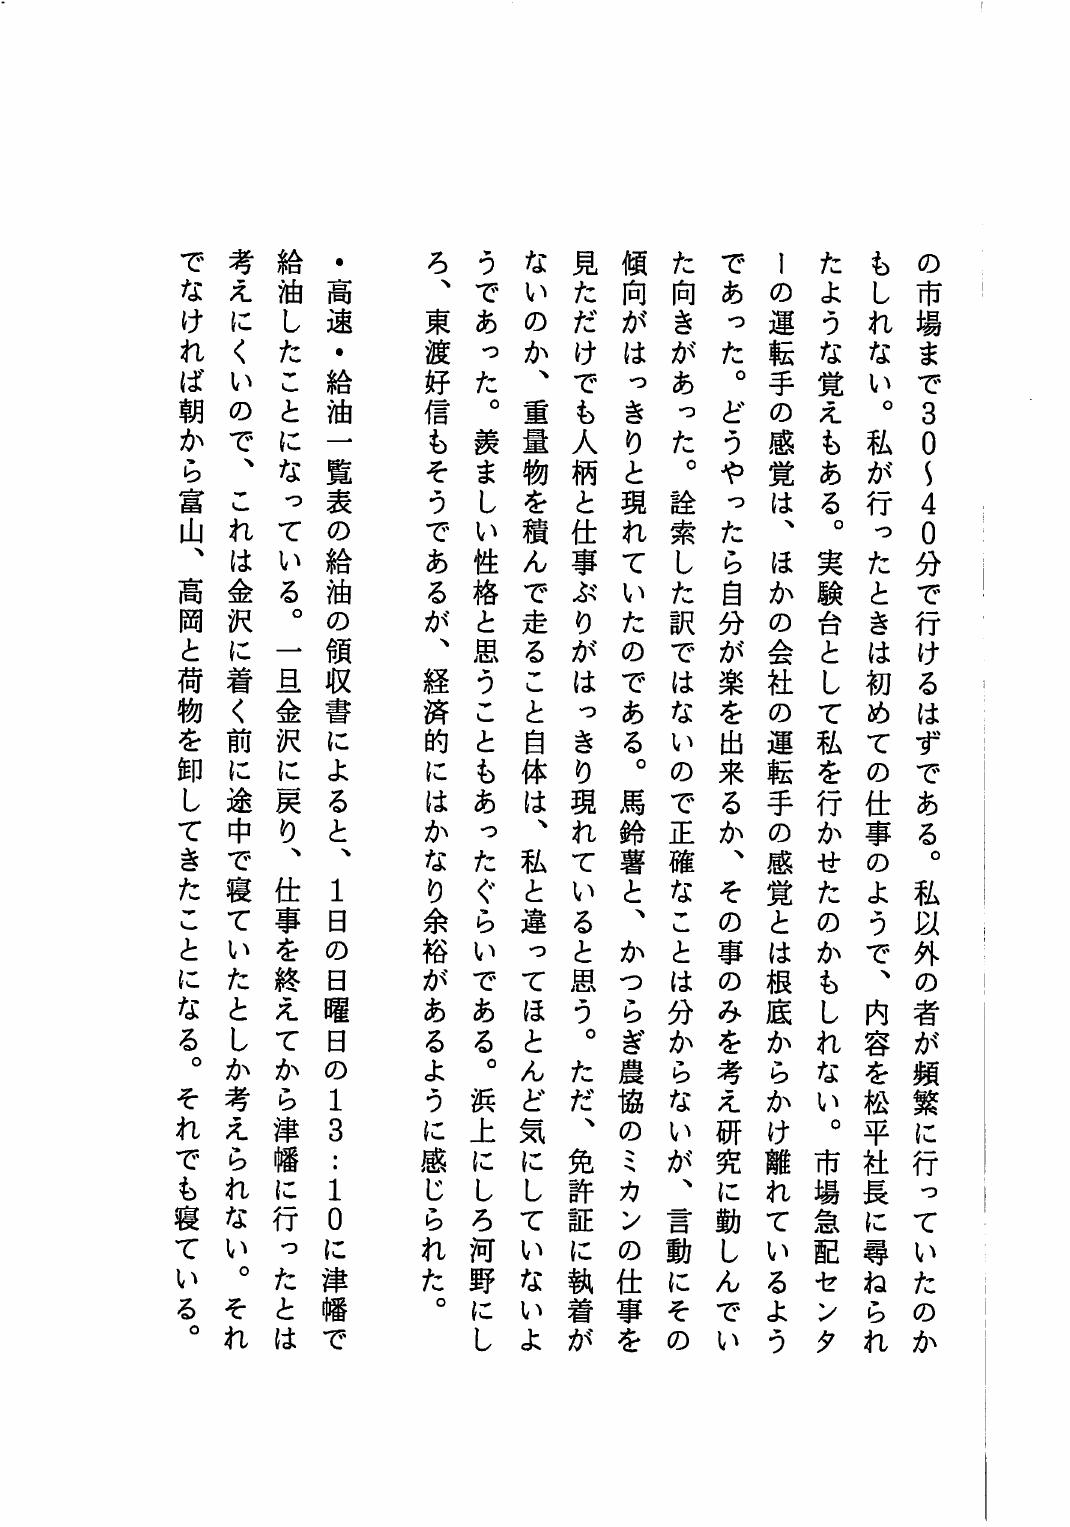 の市場まで３０〜４０分で行けるはずである。私以外の者が頻繁に行っていたのか
もしれない。私が行ったときは初めての仕事のようで、内容を松平社長に尋ねられ
たような覚えもある。実験台として私を行かせたのかもしれない。市場急配センタ
ーの運転手の感覚は、ほかの会社の運転手の感覚とは根底からかけ離れているよう
であった。どうやったら自分が楽を出来るか、その事のみを考え研究に勤しんでい
た向きがあった。詮索した訳ではないので正確なことは分からないが、言動にその
傾向がはっきりと現れていたのである。馬鈴薯と、かつらぎ農協のミカンの仕事を
見ただけでも人柄と仕事ぶりがはっきり現れていると思う。ただ、免許証に執着が
ないのか、重量物を積んで走ること自体は、私と違ってほとんど気にしていないよ
うであった。羨ましい性格と思うこともあったぐらいである。浜上にしろ河野にし
ろ、東渡好信もそうであるが、経済的にはかなり余裕があるように感じられた。
・高速・給油一覧表の給油の領収書によると、１日の日曜日の１３：１０に津幡で
給油したことになっている。一旦金沢に戻り、仕事を終えてから津幡に行ったとは
考えにくいので、これは金沢に着く前に途中で寝ていたとしか考えられない。それ
でなければ朝から富山、高岡と荷物を卸してきたことになる。それでも寝ている。